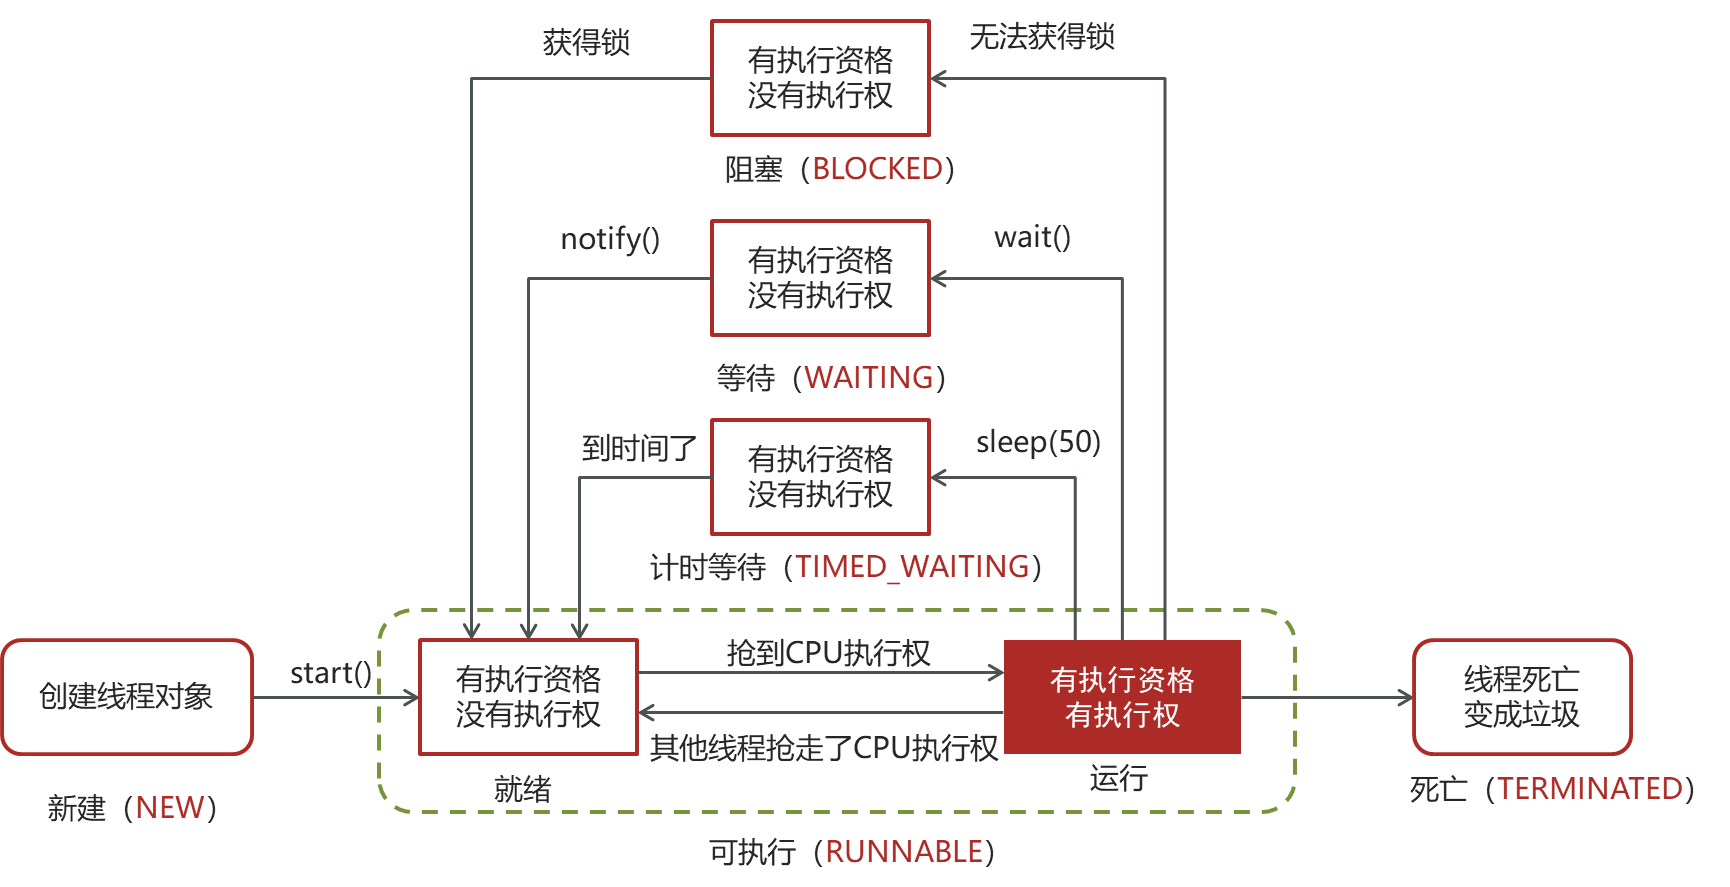 获得锁
有执行资格
没有执行权
无法获得锁
阻塞（BLOCKED）
notify()
有执行资格
没有执行权
wait()
等待（WAITING）
到时间了
有执行资格
没有执行权
sleep(50)
计时等待（TIMED_WAITING）
创建线程对象
新建（NEW）
start()
有执行资格
没有执行权
就绪
抢到CPU执行权
其他线程抢走了CPU执行权
有执行资格
有执行权
运行
可执行（RUNNABLE）
线程死亡
变成垃圾
死亡（TERMINATED）